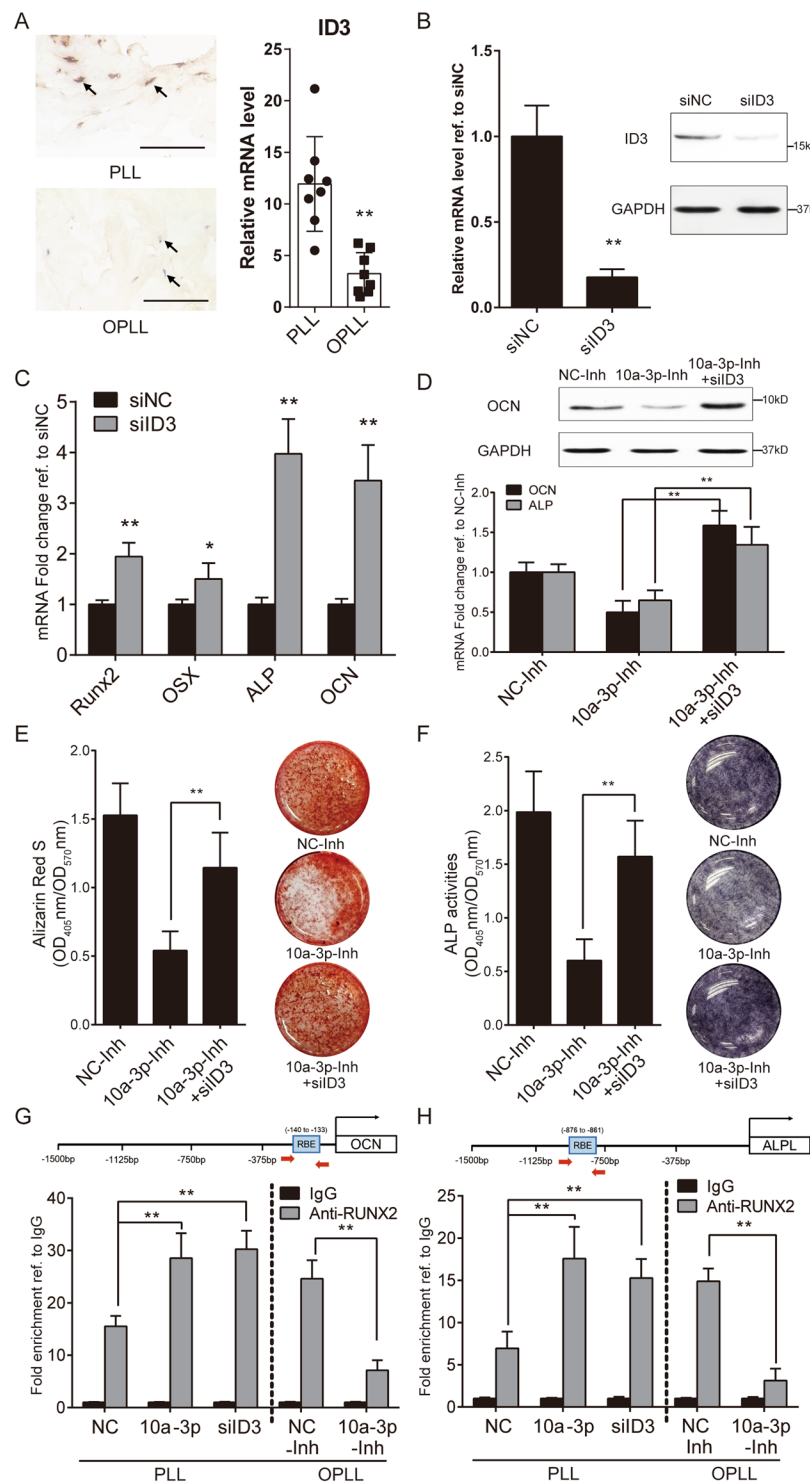 A
PLL
OPLL
ID3
Relative mRNA level
25
20
15
10
5
0
**
PLL
OPLL
B
Relative mRNA level ref. to siNC
1.5
1.0
0.5
0.0
**
siNC
siID3
siNC siID3
ID3
15k
GAPDH
37k
C
mRNA Fold change ref. to siNC
siNC
siID3
5
4
3
2
1
0
**
*
**
**
Runx2
OSX
ALP
OCN
D
NC-Inh 10a-3p-Inh 10a-3p-Inh
+siID3
OCN
10kD
GAPDH
37kD
mRNA Fold change ref. to NC-Inh
OCN
ALP
2.0
1.5
1.0
0.5
0.0
**
**
NC-Inh
10a-3p-Inh
10a-3p-Inh
+siID3
E
Alizarin Red S
(OD405nm/OD570nm)
2.0
1.5
1.0
0.5
0.0
**
NC-Inh
10a-3p-Inh
10a-3p-Inh
+siID3
NC-Inh
10a-3p-Inh
10a-3p-Inh
+siID3
F
ALP activities
(OD405nm/OD570nm)
2.5
2.0
1.5
1.0
0.5
0.0
**
NC-Inh
10a-3p-Inh
10a-3p-Inh
+siID3
NC-Inh
10a-3p-Inh
10a-3p-Inh
+siID3
G
(-140 to -133)
RBE
OCN
-1500bp -1125bp -750bp -375bp
Fold enrichment ref. to IgG
IgG
Anti-RUNX2
40
30
20
10
0
**
**
**
NC 10a-3p siID3 NC
-Inh 10a-3p
-Inh
PLL OPLL
H
(-876 to -861)
RBE
ALPL
-1500bp -1125bp -750bp -375bp
Fold enrichment ref. to IgG
IgG
Anti-RUNX2
25
20
15
10
5
0
**
**
**
NC 10a-3p siID3 NC
Inh 10a-3p
-Inh
PLL OPLL